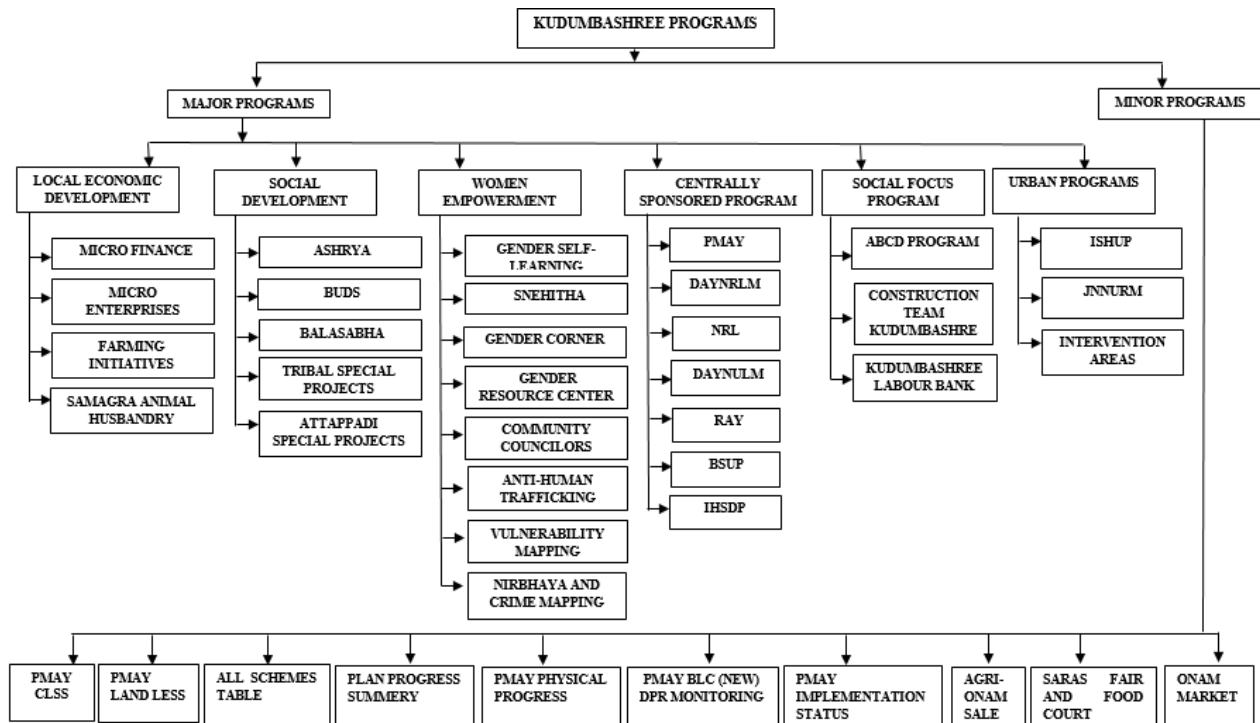 KUDUMBASHREE PROGRAMS
MAJOR PROGRAMS
MINOR PROGRAMS
LOCAL ECONOMIC
DEVELOPMENT
MICRO FINANCE
MICRO
ENTERPRISES
FARMING
INITIATIVES
SAMAGRA ANIMAL
HUSBANDRY
SOCIAL
DEVELOPMENT
ASHRYA
BUDS
BALASABHA
TRIBAL SPECIAL
PROJECTS
ATTAPPADI
SPECIAL PROJECTS
WOMEN
EMPOWERMENT
GENDER SELF-
LEARNING
SNEHITHA
GENDER CORNER
GENDER
RESOURCE CENTER
COMMUNITY
COUNCILORS
ANTI-HUMAN
TRAFFICKING
VULNERABILITY
MAPPING
NIRBHAYA AND
CRIME MAPPING
CENTRALLY
SPONSORED PROGRAM
PMAY
DAYNRLM
NRL
DAYNULM
RAY
BSUP
IHSDP
SOCIAL FOCUS
PROGRAM
ABCD PROGRAM
CONSTRUCTION
TEAM
KUDUMBASHRE
KUDUMBASHREE
LABOUR BANK
URBAN PROGRAMS
ISHUP
JNNURM
INTERVENTION
AREAS
PMAY
CLSS
PMAY
LAND LESS
ALL SCHEMES
TABLE
PLAN PROGRESS
SUMMERY
PMAY PHYSICAL
PROGRESS
PMAY BLC (NEW)
DPR MONITORING
PMAY
IMPLEMENTATION
STATUS
AGRI-
ONAM
SALE
SARAS FAIR
AND FOOD
COURT
ONAM
MARKET